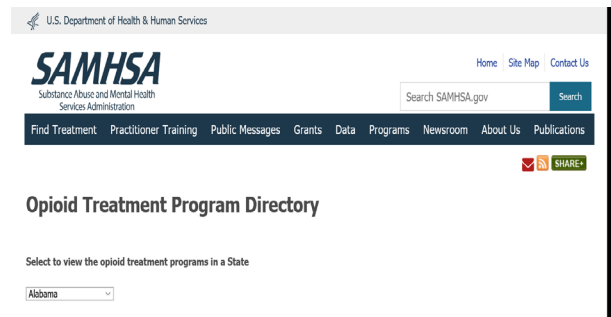 U.S. Department of Health & Human Services
SAMHSA
Substance Abuse and Mental Health
Services Administration
Home Site Map Contact Us
Search SAMHSA.gov Search
Find Treatment Practitioner Training Public Messages Grants Data Programs Newsroom About Us Publications
SHARE+
Opioid Treatment Program Directory
Select to view the opioid treatment programs in a State
Alabama